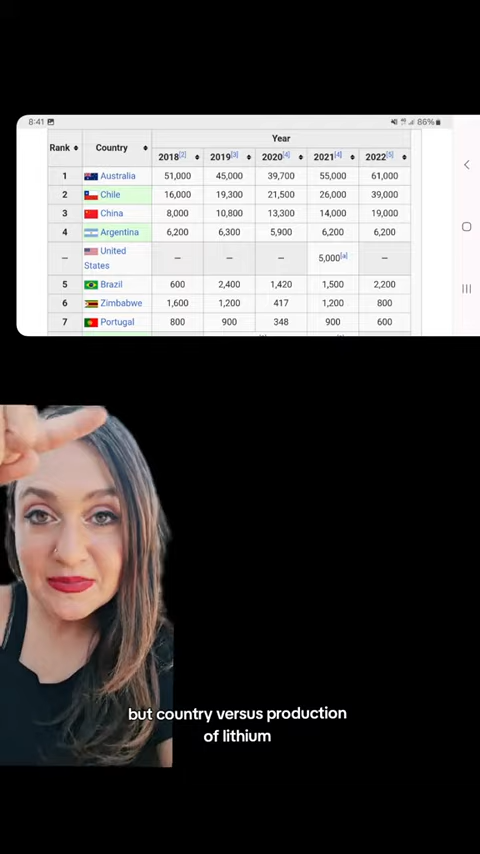 8:41 86%
Year
Rank Country 2018[2] 2019[3] 2020[4] 2021[4] 2022[5]
1 Australia 51,000 45,000 39,700 55,000 61,000
2 Chile 16,000 19,300 21,500 26,000 39,000
3 China 8,000 10,800 13,300 14,000 19,000
4 Argentina 6,200 6,300 5,900 6,200 6,200
— United States — — — 5,000[a] —
5 Brazil 600 2,400 1,420 1,500 2,200
6 Zimbabwe 1,600 1,200 417 1,200 800
7 Portugal 800 900 348 900 600
but country versus production
of lithium